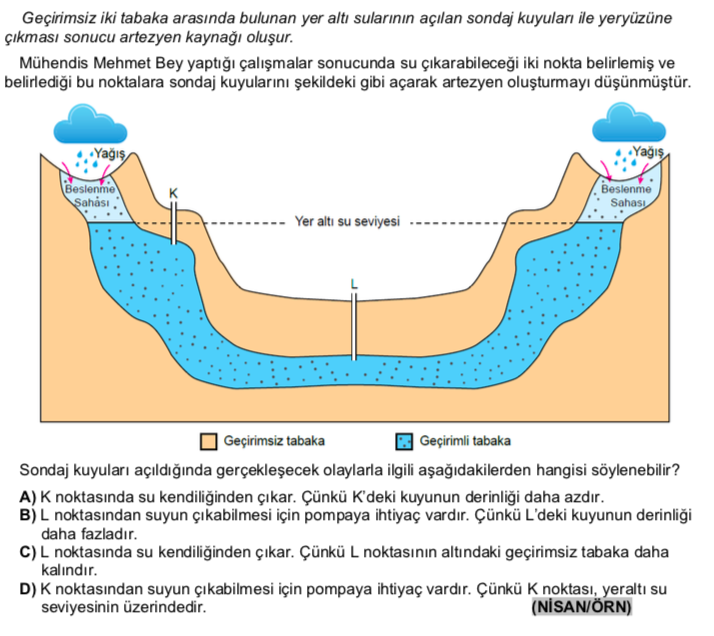 Geçirimsiz iki tabaka arasında bulunan yer altı sularının açılan sondaj kuyuları ile yeryüzüne
çıkması sonucu artezyen kaynağı oluşur.
Mühendis Mehmet Bey yaptığı çalışmalar sonucunda su çıkarabileceği iki nokta belirlemiş ve
belirlediği bu noktalara sondaj kuyularını şekildeki gibi açarak artezyen oluşturmayı düşünmüştür.
Yağış
Yağış
Beslenme
Sahası
Beslenme
Sahası
K
Yer altı su seviyesi
L
Geçirimsiz tabaka
Geçirimli tabaka
Sondaj kuyuları açıldığında gerçekleşecek olaylarla ilgili aşağıdakilerden hangisi söylenebilir?
A) K noktasında su kendiliğinden çıkar. Çünkü K'deki kuyunun derinliği daha azdır.
B) L noktasından suyun çıkabilmesi için pompaya ihtiyaç vardır. Çünkü L'deki kuyunun derinliği
daha fazladır.
C) L noktasında su kendiliğinden çıkar. Çünkü L noktasının altındaki geçirimsiz tabaka daha
kalındır.
D) K noktasından suyun çıkabilmesi için pompaya ihtiyaç vardır. Çünkü K noktası, yeraltı su
seviyesinin üzerindedir.
(NİSAN/ÖRN)